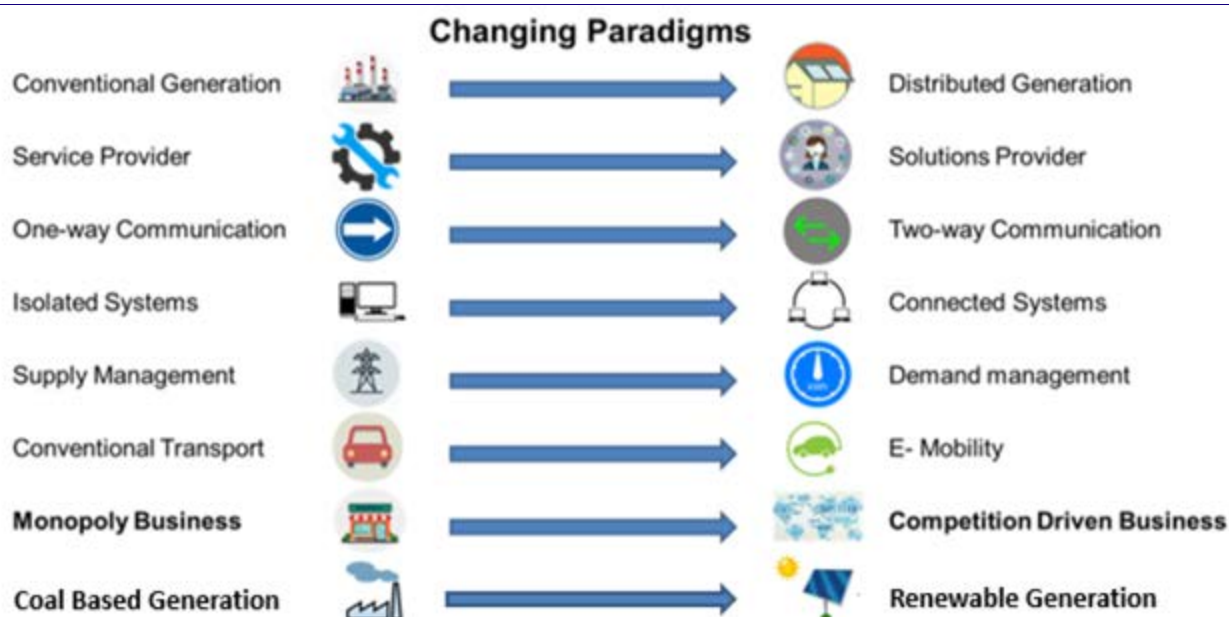 Changing Paradigms
Conventional Generation
Distributed Generation
Service Provider
Solutions Provider
One-way Communication
Two-way Communication
Isolated Systems
Connected Systems
Supply Management
Demand management
Conventional Transport
E- Mobility
Monopoly Business
Competition Driven Business
Coal Based Generation
Renewable Generation